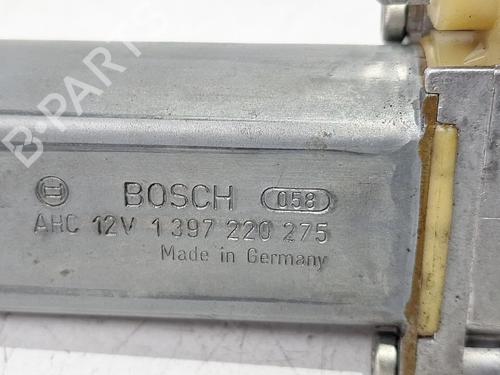 BOSCH 058
AHC 12V 1 397 220 275
Made in Germany
B-PARTS